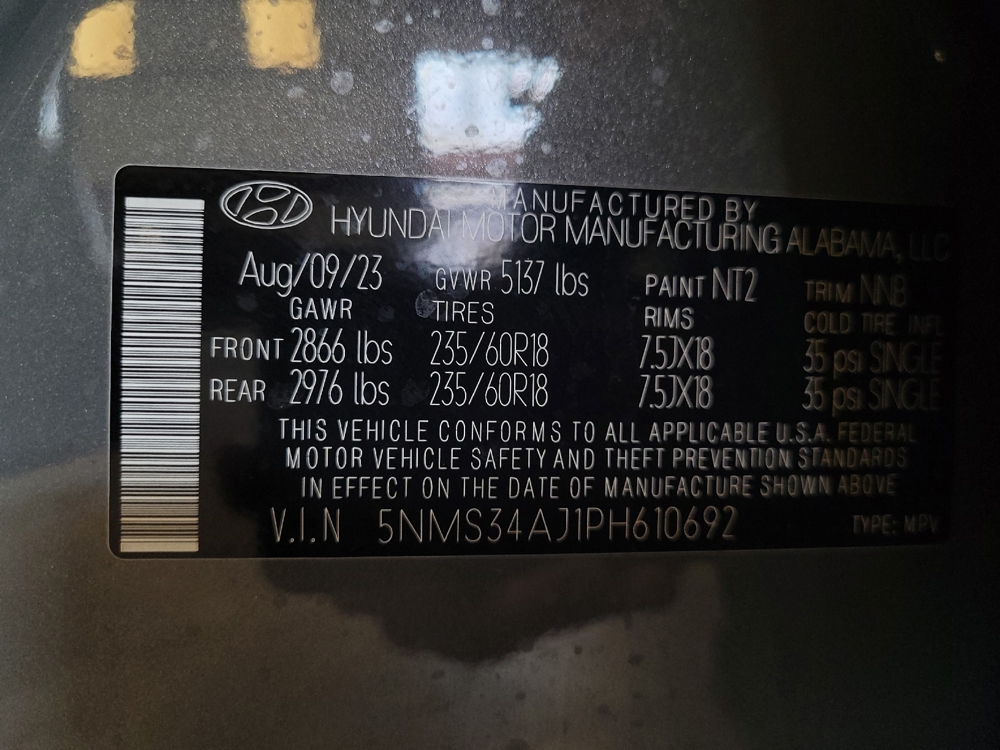 MANUFACTURED BY
HYUNDAI MOTOR MANUFACTURING ALABAMA, LLC
Aug/09/23 GVWR 5137 lbs PAINT NT2 TRIM NNB
GAWR TIRES RIMS COLD TIRE INFL
FRONT 2866 lbs 235/60R18 7.5JX18 35 psi SINGLE
REAR 2976 lbs 235/60R18 7.5JX18 35 psi SINGLE
THIS VEHICLE CONFORMS TO ALL APPLICABLE U.S.A. FEDERAL
MOTOR VEHICLE SAFETY AND THEFT PREVENTION STANDARDS
IN EFFECT ON THE DATE OF MANUFACTURE SHOWN ABOVE
V.I.N 5NMS34AJ1PH610692 TYPE: MPV